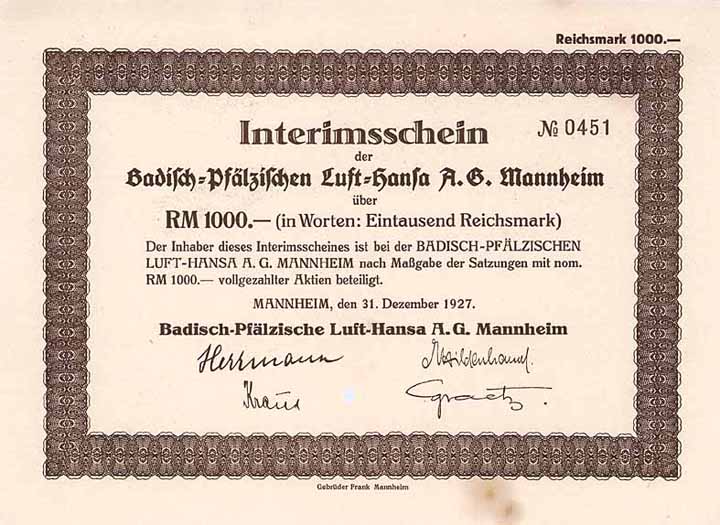 Reichsmark 1000.—
Interimsschein
№ 0451
der
Badisch-Pfälzischen Luft-Hansa A.G. Mannheim
über
RM 1000.— (in Worten: Eintausend Reichsmark)
Der Inhaber dieses Interimsscheines ist bei der BADISCH-PFÄLZISCHEN
LUFT-HANSA A. G. MANNHEIM nach Maßgabe der Satzungen mit nom.
RM 1000.— vollgezahlter Aktien beteiligt.
MANNHEIM, den 31. Dezember 1927.
Badisch-Pfälzische Luft-Hansa A. G. Mannheim
Herrmann
Kraus
Gebrüder Frank Mannheim